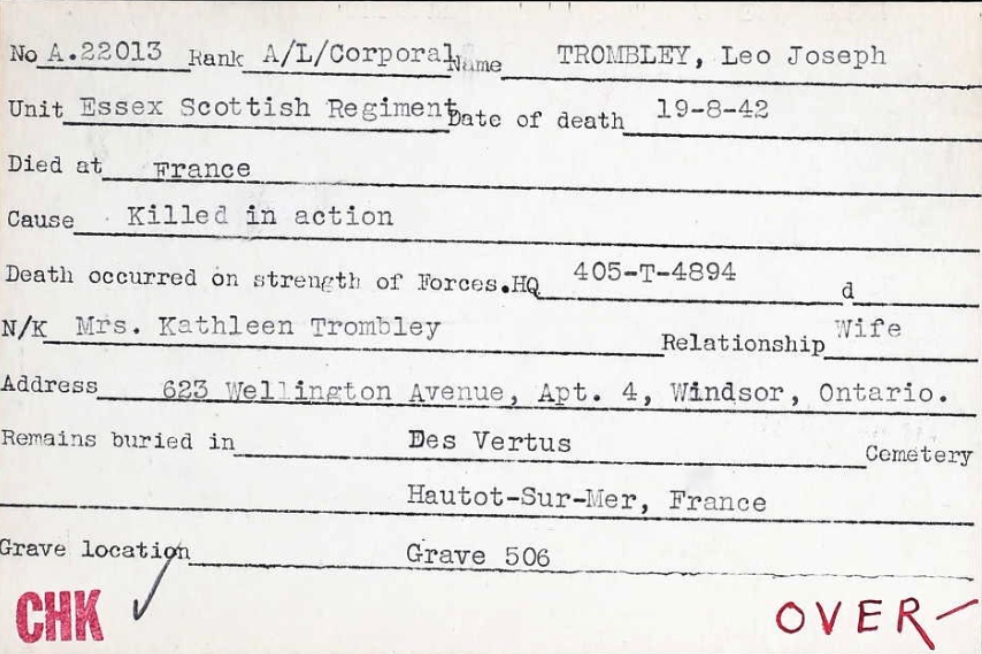 No A.22013 Rank A/L/Corporal Name TROMBLEY, Leo Joseph
Unit Essex Scottish Regiment Date of death 19-8-42
Died at France
Cause Killed in action
Death occurred on strength of Forces.HQ 405-T-4894 d
N/K Mrs. Kathleen Trombley Relationship Wife
Address 623 Wellington Avenue, Apt. 4, Windsor, Ontario.
Remains buried in Des Vertus Cemetery
Hautot-Sur-Mer, France
Grave location Grave 506
CHK OVER